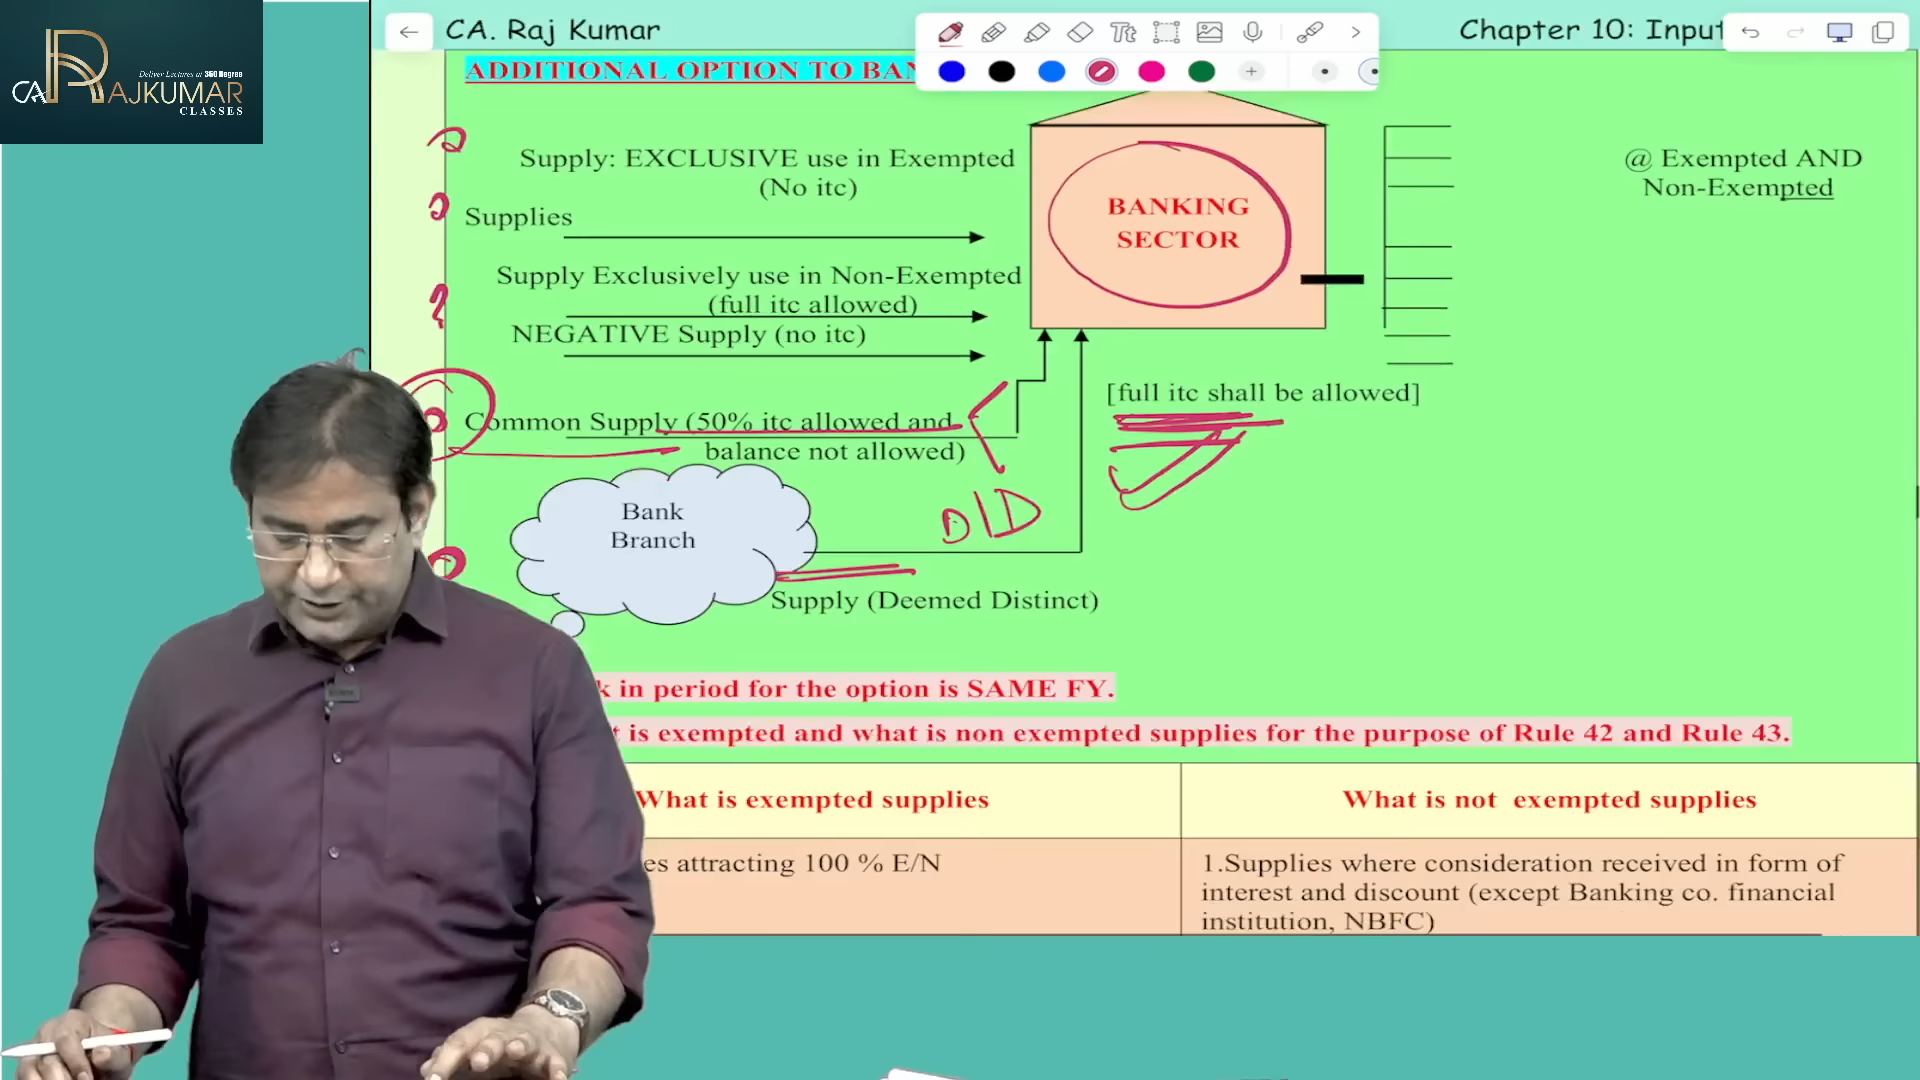 CA. Raj Kumar
Chapter 10: Input
Deliver Lectures at 360 Degree
CA RAJKUMAR
CLASSES
ADDITIONAL OPTION TO BAN
Supply: EXCLUSIVE use in Exempted
(No itc)
Supplies
Supply Exclusively use in Non-Exempted
(full itc allowed)
NEGATIVE Supply (no itc)
Common Supply (50% itc allowed and
balance not allowed)
BANKING
SECTOR
@ Exempted AND
Non-Exempted
[full itc shall be allowed]
Bank
Branch
D/D
Supply (Deemed Distinct)
k in period for the option is SAME FY.
t is exempted and what is non exempted supplies for the purpose of Rule 42 and Rule 43.
What is exempted supplies
What is not exempted supplies
es attracting 100 % E/N
1.Supplies where consideration received in form of
interest and discount (except Banking co. financial
institution, NBFC)